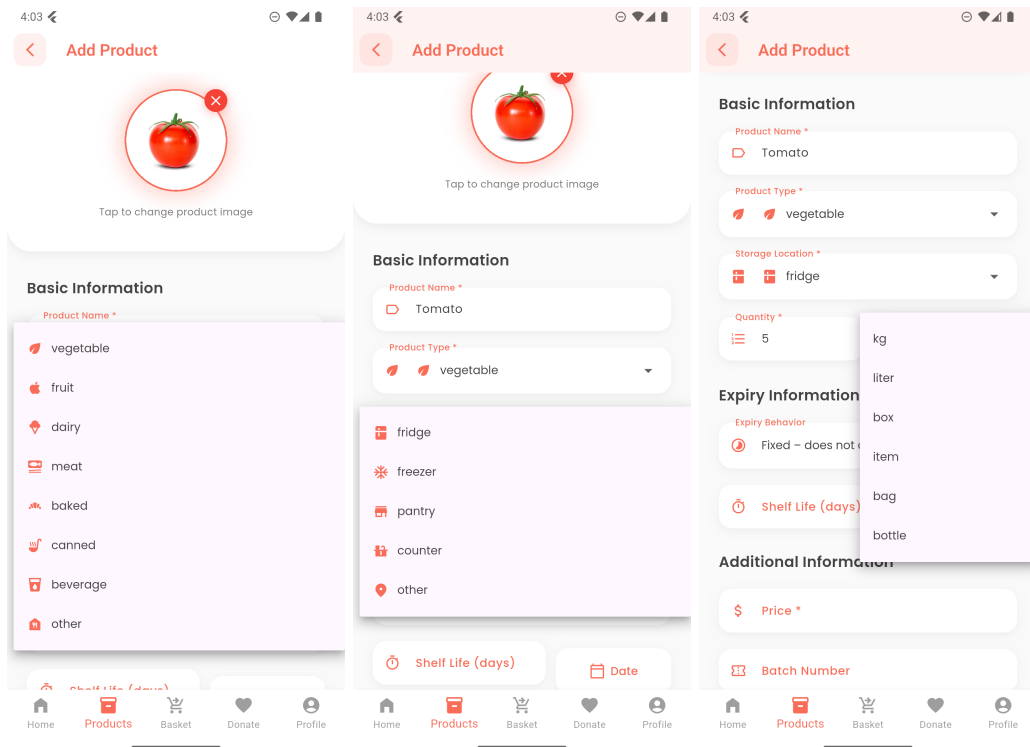 4:03
Add Product
Tap to change product image
Basic Information
Product Name *
vegetable
fruit
dairy
meat
baked
canned
beverage
other
Shelf Life (days)
Home
Products
Basket
Donate
Profile
4:03
Add Product
Tap to change product image
Basic Information
Product Name *
Tomato
Product Type *
vegetable
fridge
freezer
pantry
counter
other
Shelf Life (days)
Date
Home
Products
Basket
Donate
Profile
4:03
Add Product
Basic Information
Product Name *
Tomato
Product Type *
vegetable
Storage Location *
fridge
Quantity *
5
kg
liter
box
item
bag
bottle
Expiry Information
Expiry Behavior
Fixed – does not
Shelf Life (days)
Additional Information
$ Price *
Batch Number
Home
Products
Basket
Donate
Profile